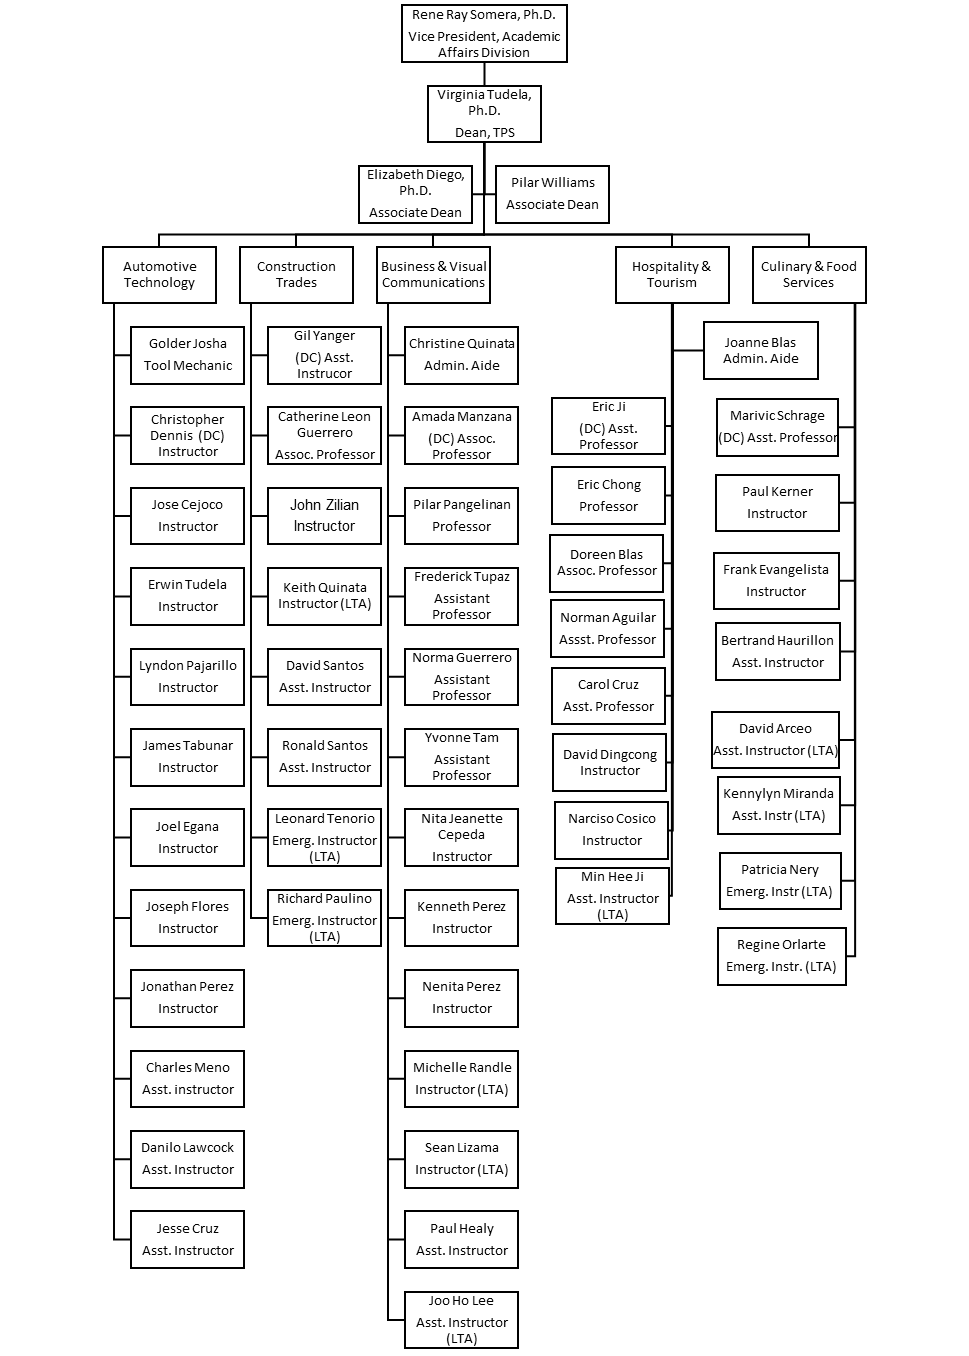 Rene Ray Somera, Ph.D.
Vice President, Academic
Affairs Division
Virginia Tudela,
Ph.D.
Dean, TPS
Elizabeth Diego,
Ph.D.
Associate Dean
Pilar Williams
Associate Dean
Automotive
Technology
Construction
Trades
Business & Visual
Communications
Hospitality &
Tourism
Culinary & Food
Services
Golder Josha
Tool Mechanic
Christopher
Dennis (DC)
Instructor
Jose Cejoco
Instructor
Erwin Tudela
Instructor
Lyndon Pajarillo
Instructor
James Tabunar
Instructor
Joel Egana
Instructor
Joseph Flores
Instructor
Jonathan Perez
Instructor
Charles Meno
Asst. instructor
Danilo Lawcock
Asst. Instructor
Jesse Cruz
Asst. Instructor
Gil Yanger
(DC) Asst.
Instrucor
Catherine Leon
Guerrero
Assoc. Professor
John Zilian
Instructor
Keith Quinata
Instructor (LTA)
David Santos
Asst. Instructor
Ronald Santos
Asst. Instructor
Leonard Tenorio
Emerg. Instructor
(LTA)
Richard Paulino
Emerg. Instructor
(LTA)
Christine Quinata
Admin. Aide
Amada Manzana
(DC) Assoc.
Professor
Pilar Pangelinan
Professor
Frederick Tupaz
Assistant
Professor
Norma Guerrero
Assistant
Professor
Yvonne Tam
Assistant
Professor
Nita Jeanette
Cepeda
Instructor
Kenneth Perez
Instructor
Nenita Perez
Instructor
Michelle Randle
Instructor (LTA)
Sean Lizama
Instructor (LTA)
Paul Healy
Asst. Instructor
Joo Ho Lee
Asst. Instructor
(LTA)
Joanne Blas
Admin. Aide
Eric Ji
(DC) Asst.
Professor
Eric Chong
Professor
Doreen Blas
Assoc. Professor
Norman Aguilar
Assst. Professor
Carol Cruz
Asst. Professor
David Dingcong
Instructor
Narciso Cosico
Instructor
Min Hee Ji
Asst. Instructor
(LTA)
Marivic Schrage
(DC) Asst. Professor
Paul Kerner
Instructor
Frank Evangelista
Instructor
Bertrand Haurillon
Asst. Instructor
David Arceo
Asst. Instructor (LTA)
Kennylyn Miranda
Asst. Instr (LTA)
Patricia Nery
Emerg. Instr (LTA)
Regine Orlarte
Emerg. Instr. (LTA)